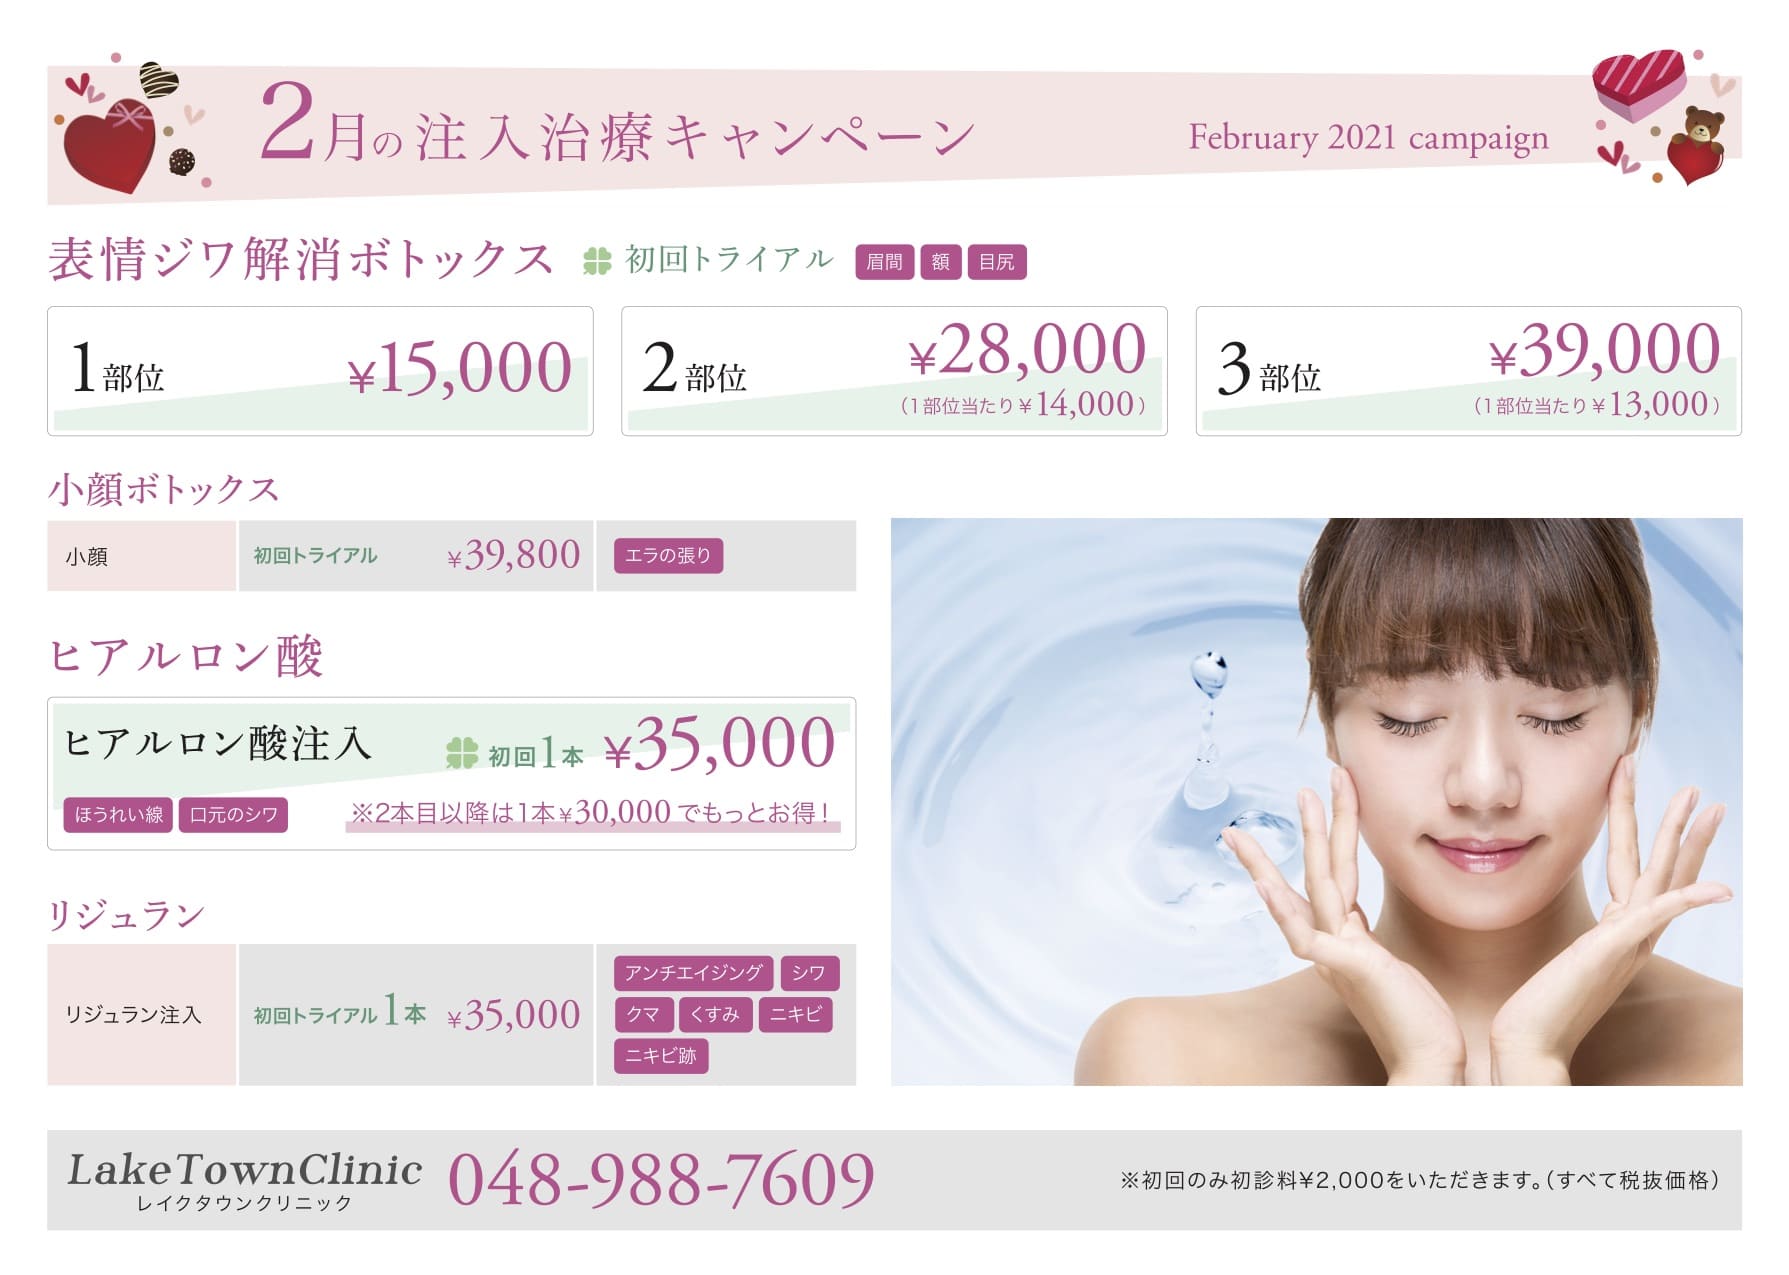 2月の注入治療キャンペーン
February 2021 campaign
表情ジワ解消ボトックス 初回トライアル 眉間 額 目尻
1部位 ¥15,000
2部位 ¥28,000
（1部位当たり¥14,000）
3部位 ¥39,000
（1部位当たり¥13,000）
小顔ボトックス
小顔 初回トライアル ¥39,800 エラの張り
ヒアルロン酸
ヒアルロン酸注入 初回1本 ¥35,000
ほうれい線 口元のシワ ※2本目以降は1本¥30,000でもっとお得！
リジュラン
リジュラン注入 初回トライアル1本 ¥35,000
アンチエイジング シワ
クマ くすみ ニキビ
ニキビ跡
LakeTownClinic
レイクタウンクリニック
048-988-7609
※初回のみ初診料¥2,000をいただきます。（すべて税抜価格）